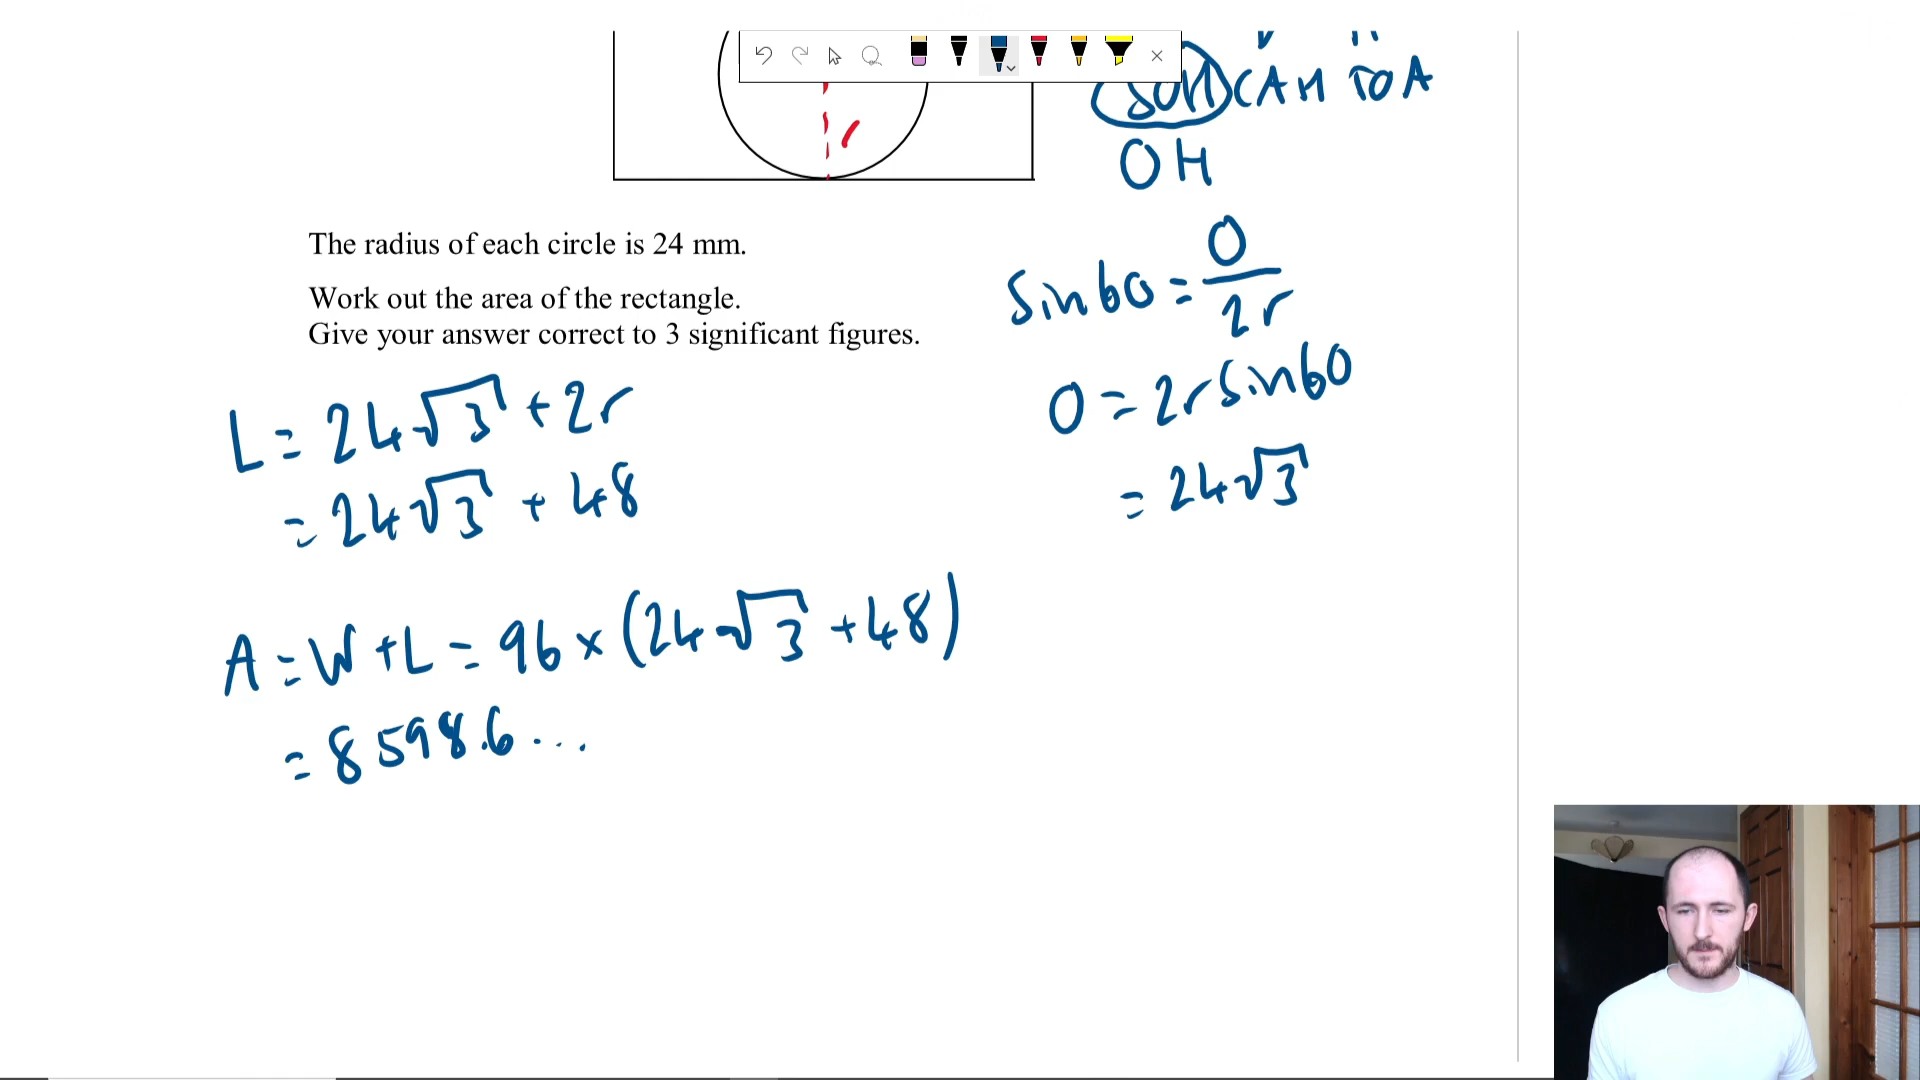 SOH CAH TOA
OH
The radius of each circle is 24 mm.
Work out the area of the rectangle.
Give your answer correct to 3 significant figures.
sin60 = O/2r
O = 2rsin60
= 24√3
L = 24√3 + 2r
= 24√3 + 48
A = W + L = 96 × (24√3 + 48)
= 8598.6...
r